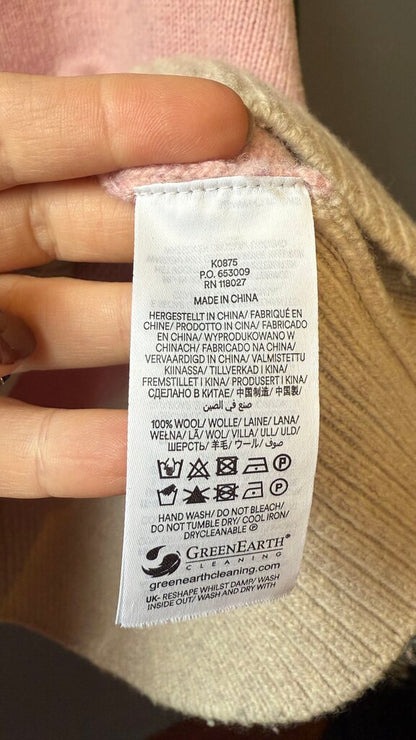 K0875
P.O. 653009
RN 118027
MADE IN CHINA
HERGESTELLT IN CHINA/ FABRIQUÉ EN
CHINE/ PRODOTTO IN CINA/ FABRICADO
EN CHINA/ WYPRODUKOWANO W
CHINACH/ FABRICADO NA CHINA/
VERVAARDIGD IN CHINA/ VALMISTETTU
KIINASSA/ TILLVERKAD I KINA/
FREMSTILLET I KINA/ PRODUSERT I KINA/
СДЕЛАНО В КИТАЕ/ 中国制造/ 中国製/
صنع في الصين
100% WOOL/ WOLLE/ LAINE/ LANA/
WEŁNA/ LÃ/ WOL/ VILLA/ ULL/ ULD/
ШЕРСТЬ/ 羊毛/ ウール/ صوف
P
P
HAND WASH/ DO NOT BLEACH/
DO NOT TUMBLE DRY/ COOL IRON/
DRYCLEANABLE Ⓟ
GREENEARTH®
CLEANING
greenearthcleaning.com
UK- RESHAPE WHILST DAMP/ WASH
INSIDE OUT/ WASH AND DRY WITH